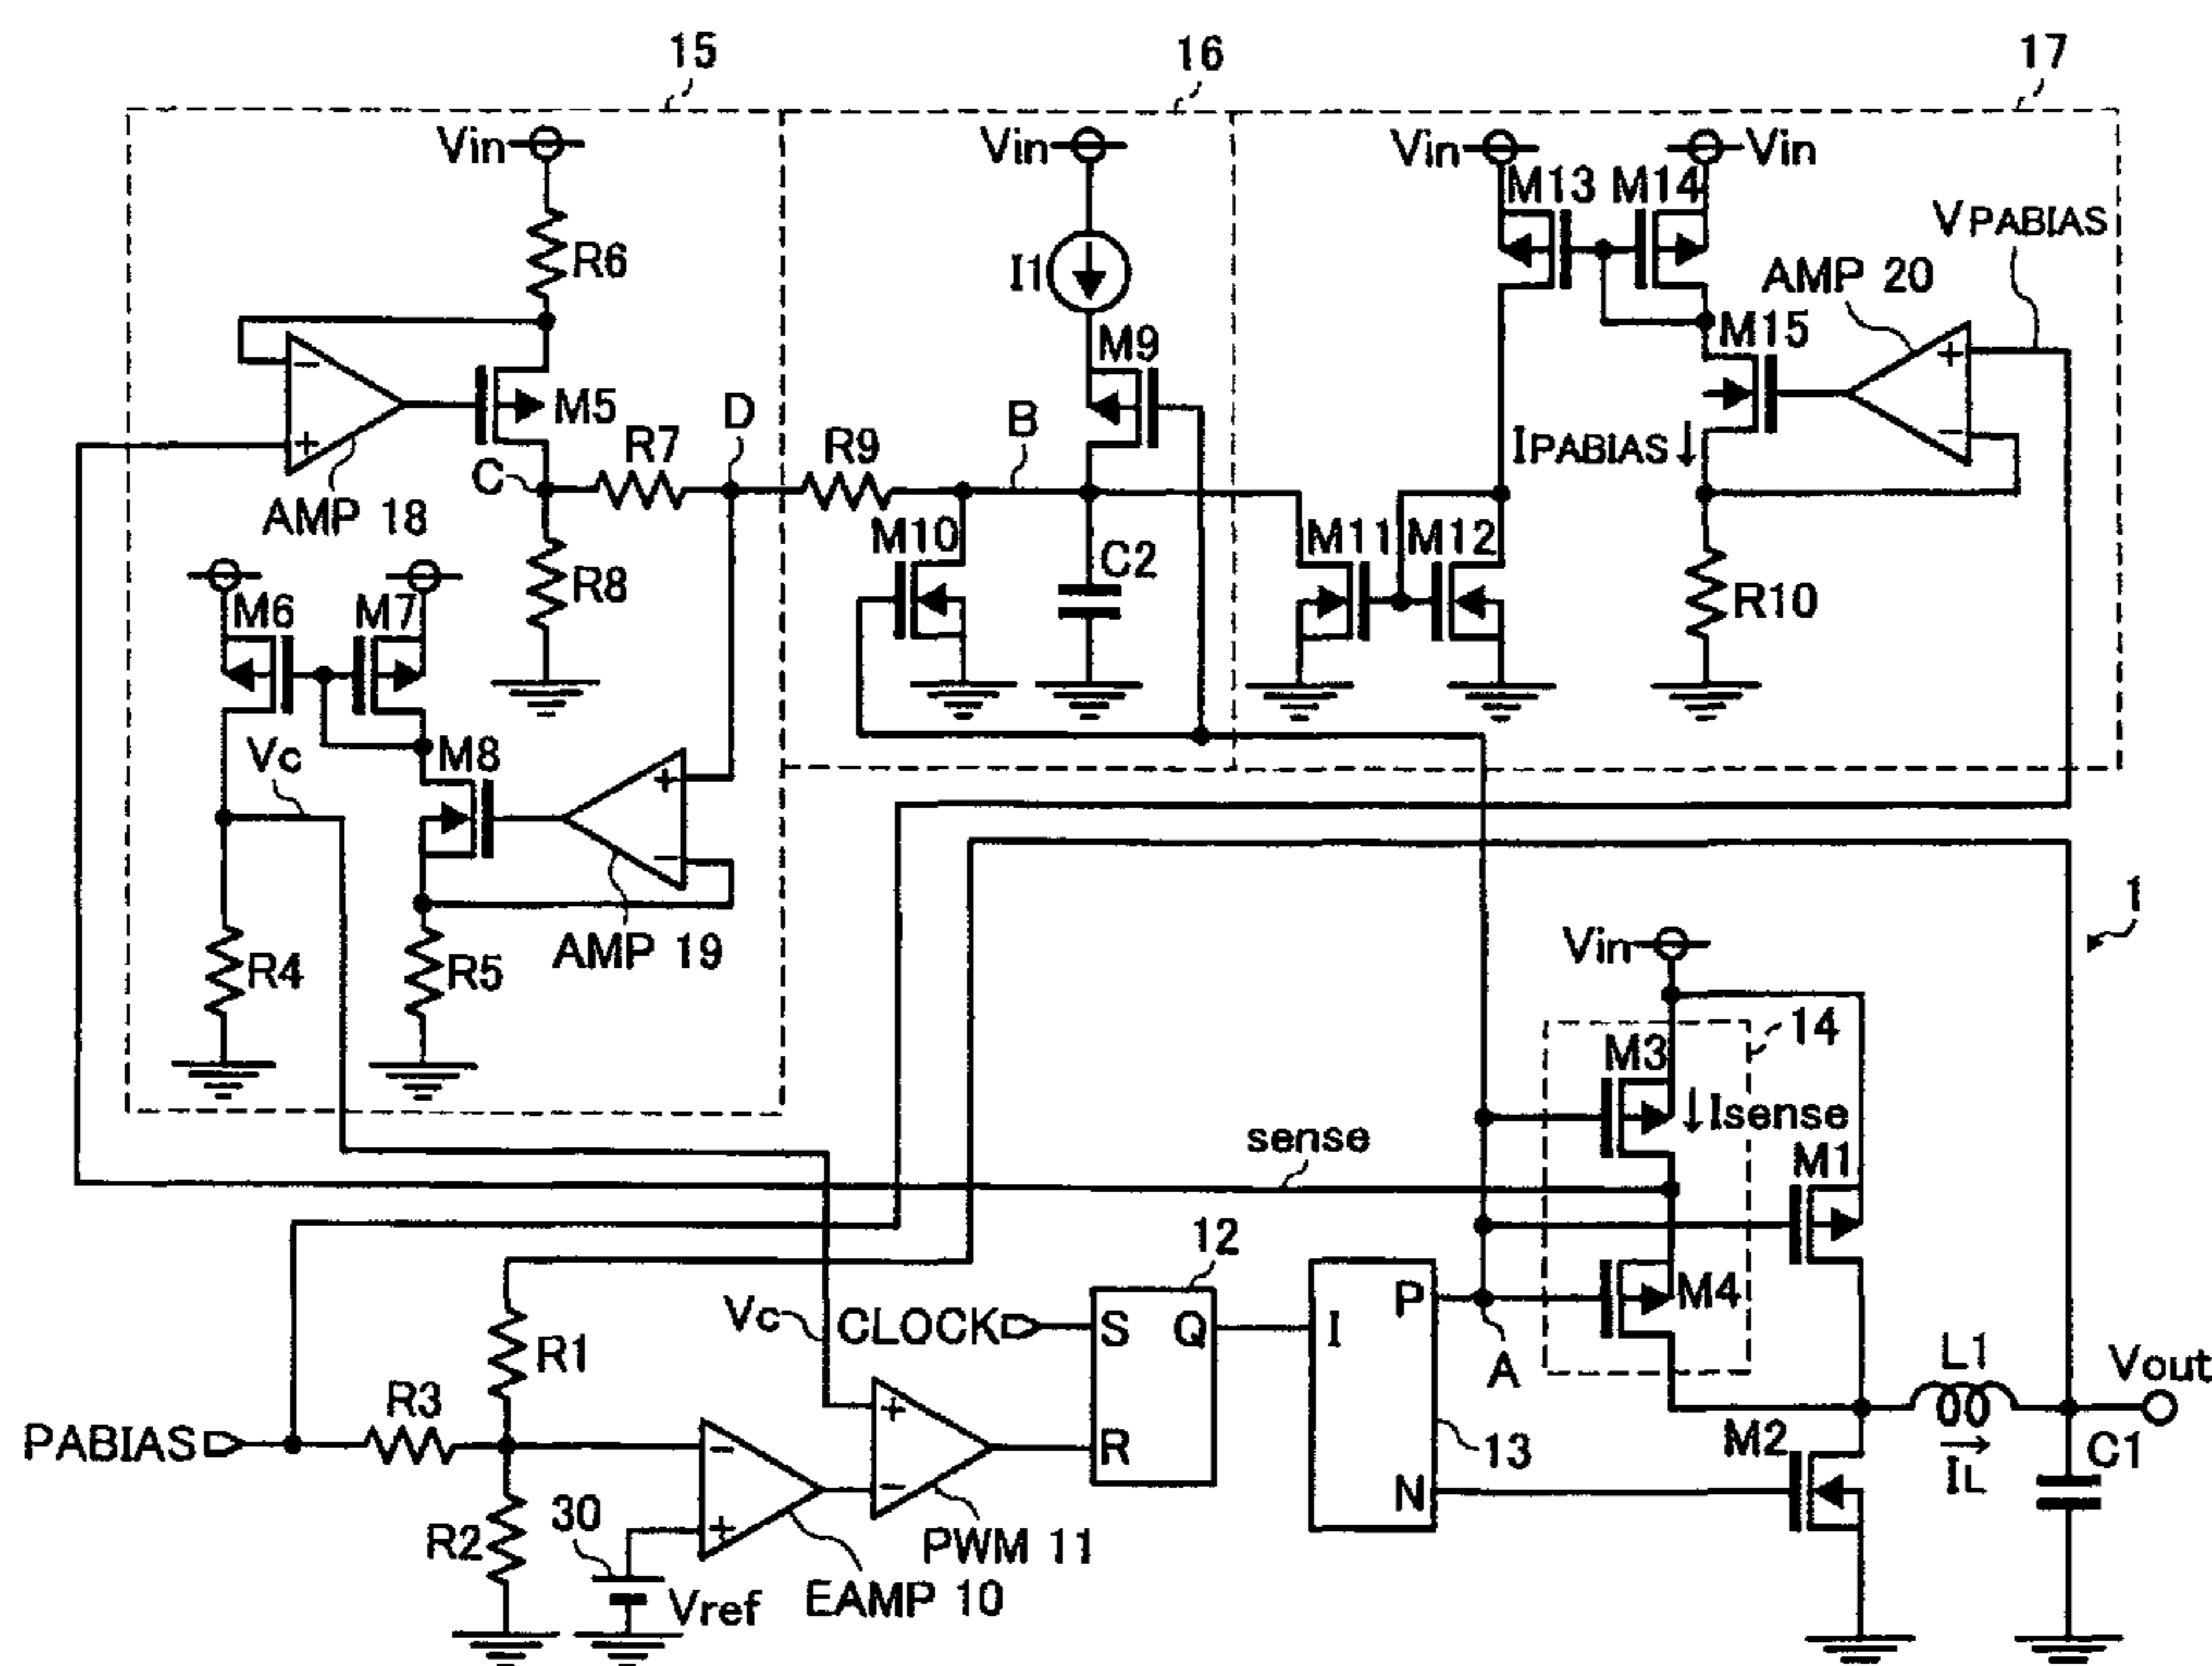 15
16
17
Vin
Vin
Vin
Vin
M13
M14
VPABIAS
R6
I1
AMP 20
M9
M15
M5
D
R7
R9
B
IPABIAS
C
AMP 18
M10
M11
M12
C2
R8
R10
M6
M7
Vc
M8
AMP 19
R4
R5
1
Vin
14
M3
Isense
sense
M1
12
Vc
CLOCK
S
Q
I
P
M4
R1
A
L1
Vout
R3
PABIAS
R
M2
13
IL
C1
N
30
R2
PWM 11
Vref
EAMP 10
+
-
+
-
+
-
+
-
+
-
+
-